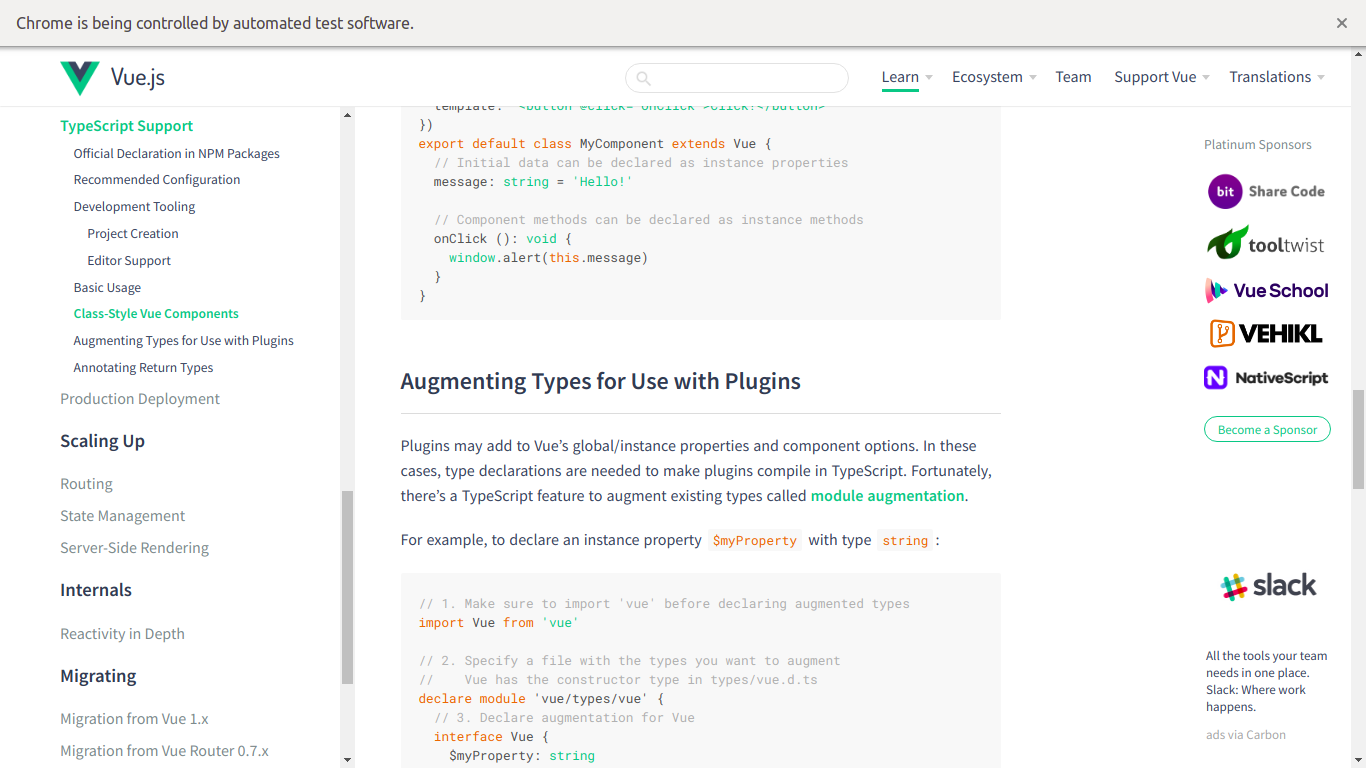 Chrome is being controlled by automated test software.
Vue.js
Learn
Ecosystem
Team
Support Vue
Translations
TypeScript Support
Official Declaration in NPM Packages
Recommended Configuration
Development Tooling
Project Creation
Editor Support
Basic Usage
Class-Style Vue Components
Augmenting Types for Use with Plugins
Annotating Return Types
Production Deployment
Scaling Up
Routing
State Management
Server-Side Rendering
Internals
Reactivity in Depth
Migrating
Migration from Vue 1.x
Migration from Vue Router 0.7.x
template: '<button @click="onClick">Click!</button>'
})
export default class MyComponent extends Vue {
// Initial data can be declared as instance properties
message: string = 'Hello!'
// Component methods can be declared as instance methods
onClick (): void {
window.alert(this.message)
}
}
Augmenting Types for Use with Plugins
Plugins may add to Vue’s global/instance properties and component options. In these
cases, type declarations are needed to make plugins compile in TypeScript. Fortunately,
there’s a TypeScript feature to augment existing types called module augmentation.
For example, to declare an instance property $myProperty with type string :
// 1. Make sure to import 'vue' before declaring augmented types
import Vue from 'vue'
// 2. Specify a file with the types you want to augment
// Vue has the constructor type in types/vue.d.ts
declare module 'vue/types/vue' {
// 3. Declare augmentation for Vue
interface Vue {
$myProperty: string
Platinum Sponsors
bit Share Code
tooltwist
Vue School
VEHIKL
NativeScript
Become a Sponsor
slack
All the tools your team
needs in one place.
Slack: Where work
happens.
ads via Carbon